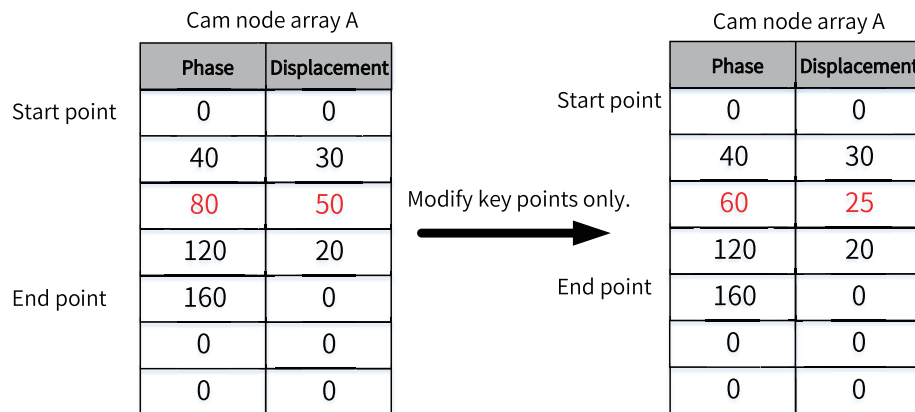 Cam node array A
Phase Displacement
Start point 0 0
40 30
80 50
120 20
End point 160 0
0 0
0 0
Modify key points only.
Cam node array A
Phase Displacement
Start point 0 0
40 30
60 25
120 20
End point 160 0
0 0
0 0